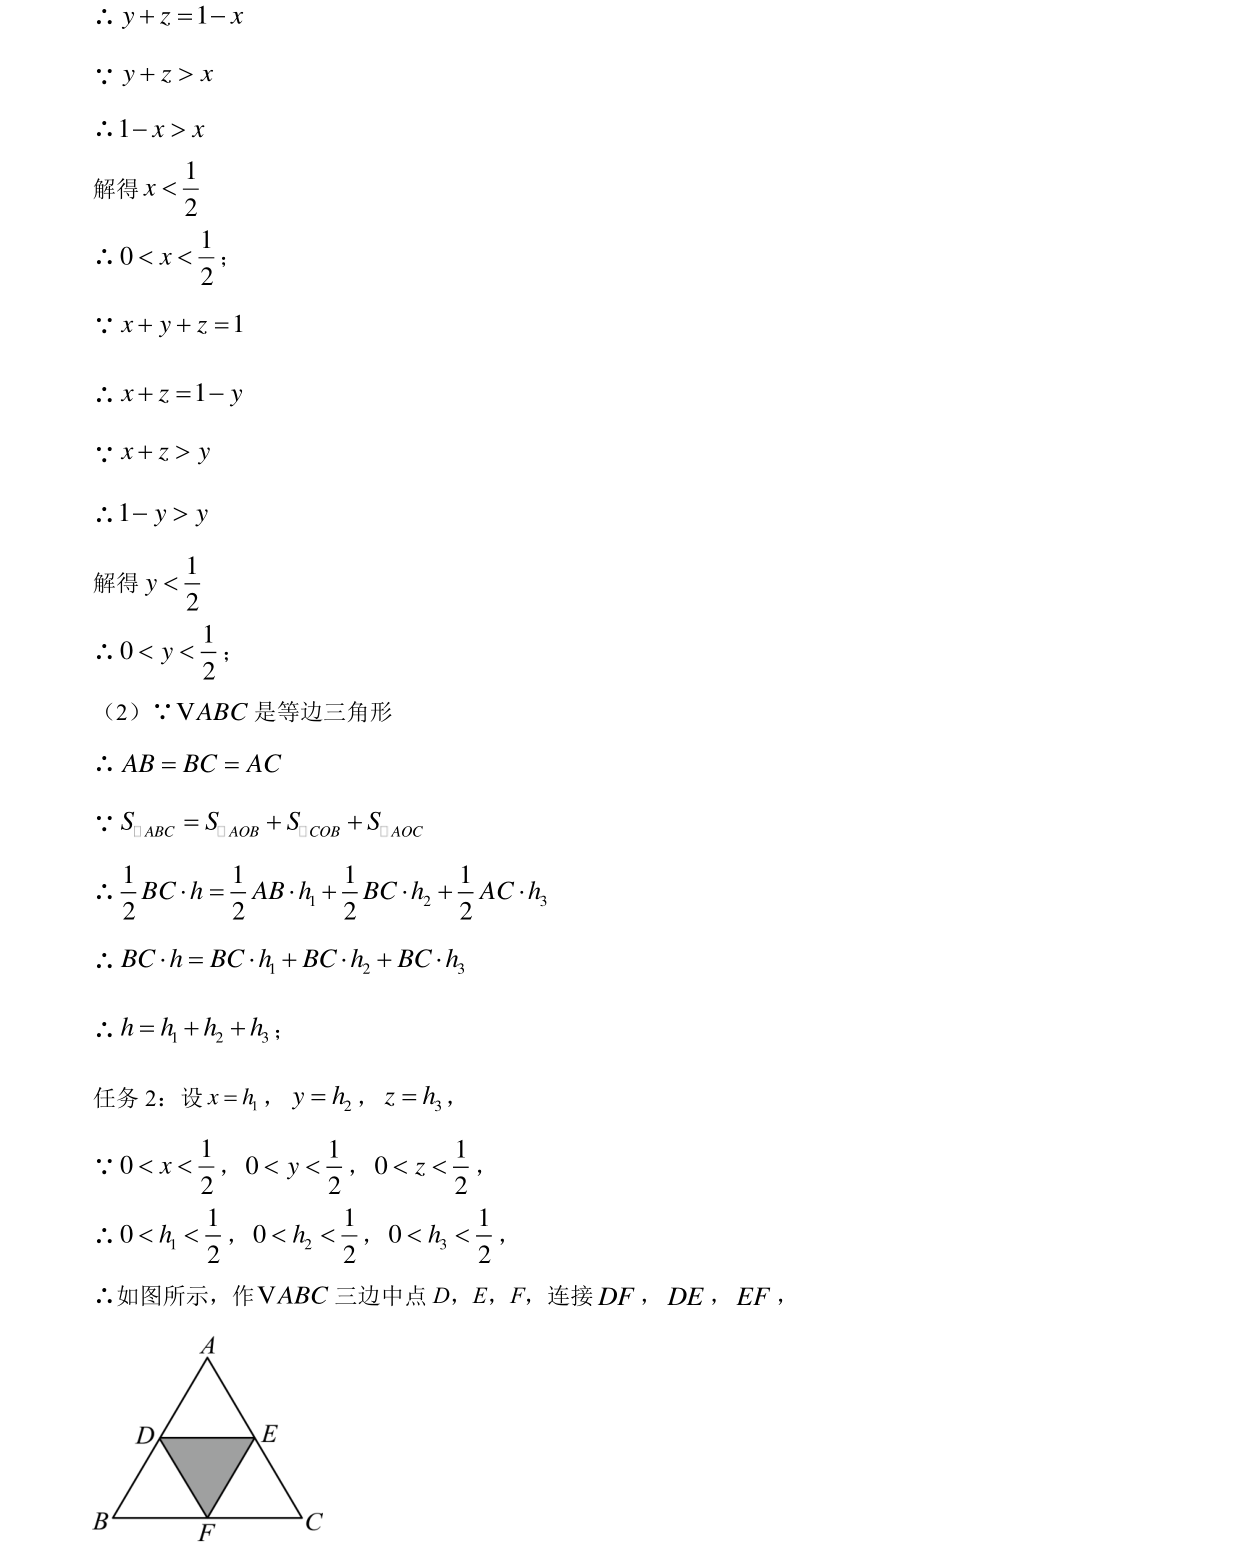 ∴ y + z = 1 − x
∵ y + z > x
∴ 1 − x > x
解得 x < 1/2
∴ 0 < x < 1/2；
∵ x + y + z = 1
∴ x + z = 1 − y
∵ x + z > y
∴ 1 − y > y
解得 y < 1/2
∴ 0 < y < 1/2；
（2）∵ VABC 是等边三角形
∴ AB = BC = AC
∵ S□ABC = S□AOB + S□COB + S□AOC
∴ 1/2 BC · h = 1/2 AB · h₁ + 1/2 BC · h₂ + 1/2 AC · h₃
∴ BC · h = BC · h₁ + BC · h₂ + BC · h₃
∴ h = h₁ + h₂ + h₃；
任务 2：设 x = h₁， y = h₂， z = h₃，
∵ 0 < x < 1/2，0 < y < 1/2，0 < z < 1/2，
∴ 0 < h₁ < 1/2，0 < h₂ < 1/2，0 < h₃ < 1/2，
∴如图所示，作 VABC 三边中点 D，E，F，连接 DF， DE， EF，
A
D E
B F C